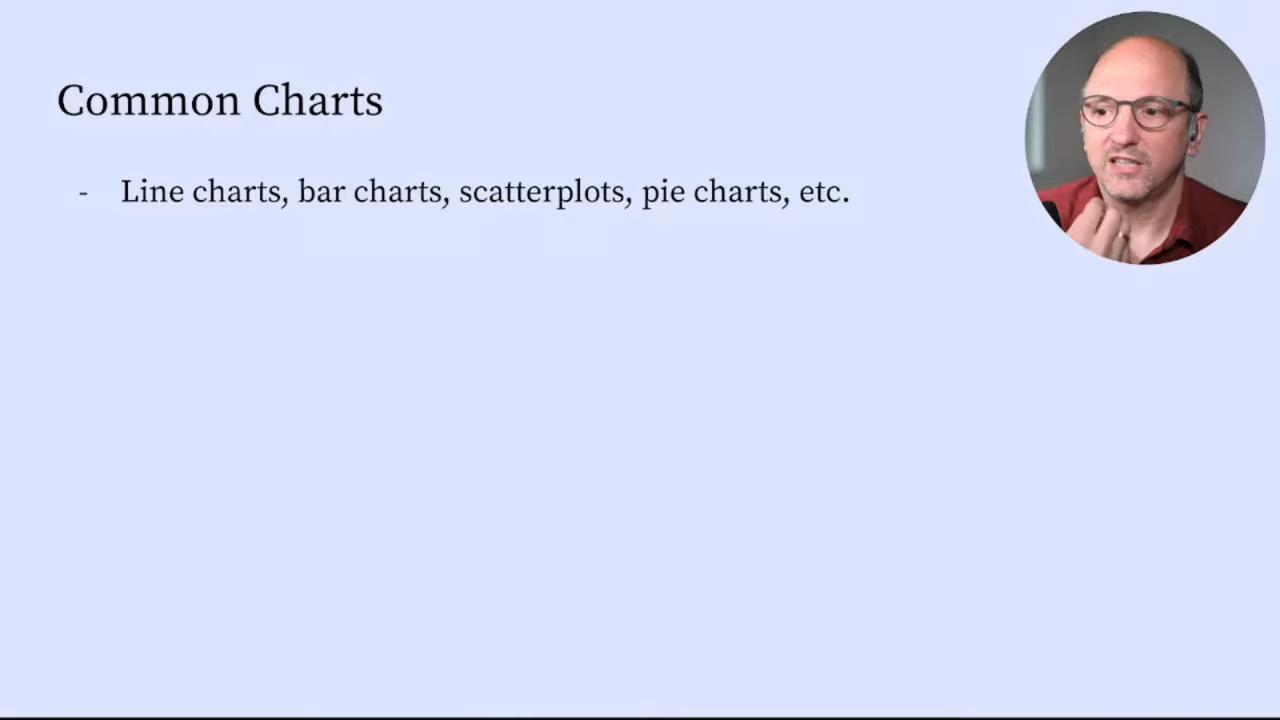 Common Charts
- Line charts, bar charts, scatterplots, pie charts, etc.